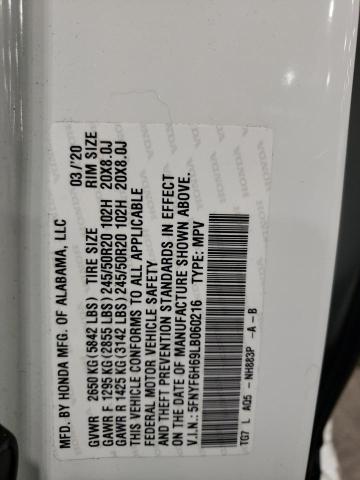 MFD. BY HONDA MFG. OF ALABAMA, LLC 03/'20
GVWR 2650 KG(5842 LBS) TIRE SIZE RIM SIZE
GAWR F 1295 KG(2855 LBS) 245/50R20 102H 20X8.0J
GAWR R 1425 KG(3142 LBS) 245/50R20 102H 20X8.0J
THIS VEHICLE CONFORMS TO ALL APPLICABLE
FEDERAL MOTOR VEHICLE SAFETY
AND THEFT PREVENTION STANDARDS IN EFFECT
ON THE DATE OF MANUFACTURE SHOWN ABOVE.
V.I.N.: 5FNYF6H69LB060216 TYPE: MPV
TG7 L AQ5 - NH883P -A - B